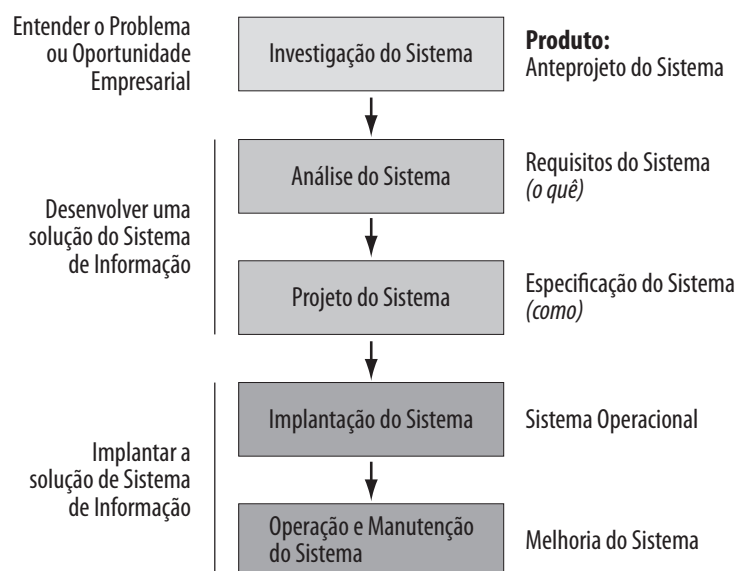 Entender o Problema
ou Oportunidade
Empresarial
Investigação do Sistema
Produto:
Anteprojeto do Sistema
Desenvolver uma
solução do Sistema
de Informação
Análise do Sistema
Requisitos do Sistema
(o quê)
Projeto do Sistema
Especificação do Sistema
(como)
Implantar a
solução de Sistema
de Informação
Implantação do Sistema
Sistema Operacional
Operação e Manutenção
do Sistema
Melhoria do Sistema